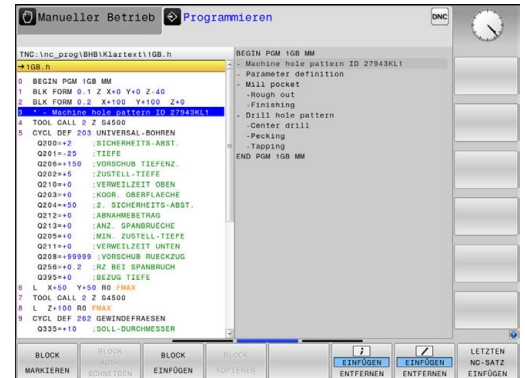 Manueller Betrieb
Programmieren
DNC
TNC:\nc_prog\BHB\Klartext\1GB.h
→1GB.h
0 BEGIN PGM 1GB MM
1 BLK FORM 0.1 Z X+0 Y+0 Z-40
2 BLK FORM 0.2 X+100 Y+100 Z+0
3 * - Machine hole pattern ID 27943KL1
4 TOOL CALL 2 Z S4500
5 CYCL DEF 203 UNIVERSAL-BOHREN
Q200=+2 ;SICHERHEITS-ABST.
Q201=-25 ;TIEFE
Q206=+150 ;VORSCHUB TIEFENZ.
Q202=+5 ;ZUSTELL-TIEFE
Q210=+0 ;VERWEILZEIT OBEN
Q203=+0 ;KOOR. OBERFLAECHE
Q204=+50 ;2. SICHERHEITS-ABST.
Q212=+0 ;ABNAHMEBETRAG
Q213=+0 ;ANZ. SPANBRUECHE
Q205=+0 ;MIN. ZUSTELL-TIEFE
Q211=+0 ;VERWEILZEIT UNTEN
Q208=+99999 ;VORSCHUB RUECKZUG
Q256=+0.2 ;RZ BEI SPANBRUCH
Q395=+0 ;BEZUG TIEFE
6 L X+50 Y+50 R0 FMAX
7 TOOL CALL 2 Z S4500
8 L Z+100 R0 FMAX
9 CYCL DEF 262 GEWINDEFRAESEN
Q335=+10 ;SOLL-DURCHMESSER
BEGIN PGM 1GB MM
- Machine hole pattern ID 27943KL1
- Parameter definition
- Mill pocket
-Rough out
-Finishing
- Drill hole pattern
-Center drill
-Pecking
-Tapping
END PGM 1GB MM
BLOCK
MARKIEREN
BLOCK
AUS-
SCHNEIDEN
BLOCK
EINFÜGEN
BLOCK
KOPIEREN
EINFÜGEN
ENTFERNEN
EINFÜGEN
ENTFERNEN
LETZTEN
NC-SATZ
EINFÜGEN